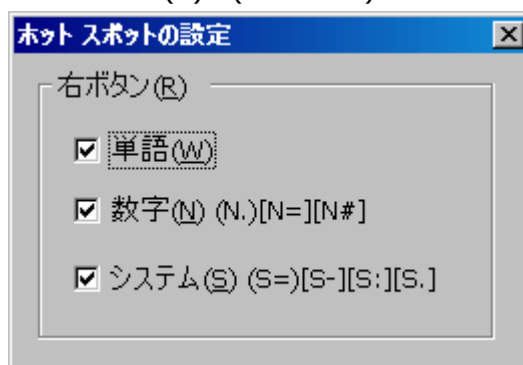 ホット スポットの設定
右ボタン(R)
単語(W)
数字(N) (N.)[N=][N#]
システム(S) (S=)[S-][S:][S.]